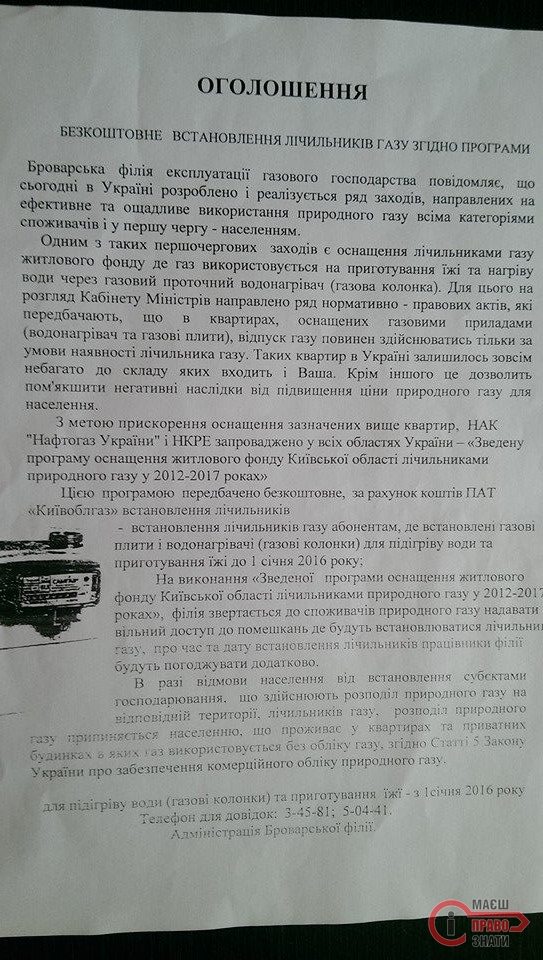 ОГОЛОШЕННЯ
БЕЗКОШТОВНЕ ВСТАНОВЛЕННЯ ЛІЧИЛЬНИКІВ ГАЗУ ЗГІДНО ПРОГРАМИ
Броварська філія експлуатації газового господарства повідомляє, що
сьогодні в Україні розроблено і реалізується ряд заходів, направлених на
ефективне та ощадливе використання природного газу всіма категоріями
споживачів і у першу чергу - населенням.
Одним з таких першочергових заходів є оснащення лічильниками газу
житлового фонду де газ використовується на приготування їжі та нагріву
води через газовий проточний водонагрівач (газова колонка). Для цього на
розгляд Кабінету Міністрів направлено ряд нормативно - правових актів, які
передбачають, що в квартирах, оснащених газовими приладами
(водонагрівач та газові плити), відпуск газу повинен здійснюватись тільки за
умови наявності лічильника газу. Таких квартир в Україні залишилось зовсім
небагато до складу яких входить і Ваша. Крім іншого це дозволить
пом'якшити негативні наслідки від підвищення ціни природного газу для
населення.
З метою прискорення оснащення зазначених вище квартир, НАК
"Нафтогаз України" і НКРЕ запроваджено у всіх областях України – «Зведену
програму оснащення житлового фонду Київської області лічильниками
природного газу у 2012-2017 роках»
Цією програмою передбачено безкоштовне, за рахунок коштів ПАТ
«Київоблгаз» встановлення лічильників
- встановлення лічильників газу абонентам, де встановлені газові
плити і водонагрівачі (газові колонки) для підігріву води та
приготування їжі до 1 січня 2016 року;
На виконання «Зведеної програми оснащення житлового
фонду Київської області лічильниками природного газу у 2012-2017
роках», філія звертається до споживачів природного газу надавати
вільний доступ до помешкань де будуть встановлюватися лічильни
газу, про час та дату встановлення лічильників працівники філії
будуть погоджувати додатково.
В разі відмови населення від встановлення субєктами
господарювання, що здійснюють розподіл природного газу на
відповідній території, лічильників газу, розподіл природного
газу припиняється населенню, що проживає у квартирах та приватних
будинках в яких газ використовується без обліку газу, згідно Статті 5 Закону
України про забезпечення комерційного обліку природного газу.
для підігріву води (газові колонки) та приготування їжї - з 1січня 2016 року
Телефон для довідок: 3-45-81; 5-04-41.
Адміністрація Броварської філії.
МАЄШ
ПРАВО
ЗНАТИ